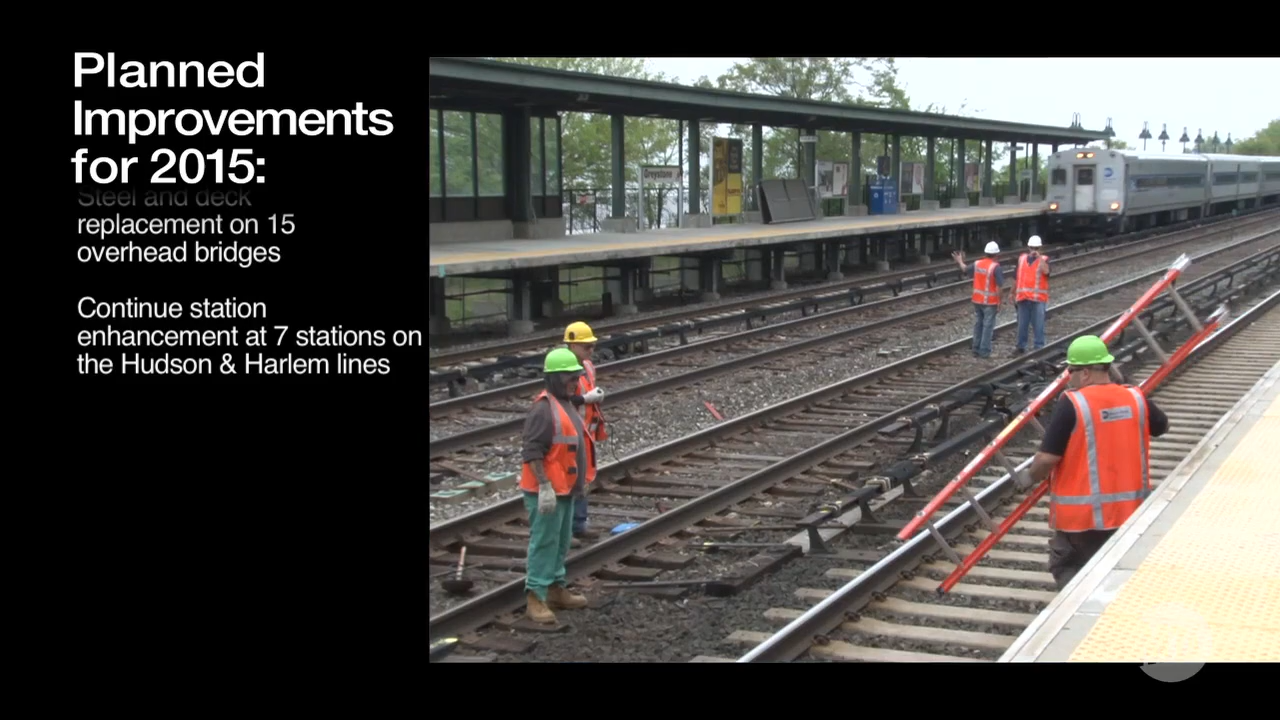 Planned
Improvements
for 2015:
Steel and deck
replacement on 15
overhead bridges
Continue station
enhancement at 7 stations on
the Hudson & Harlem lines
Greystone